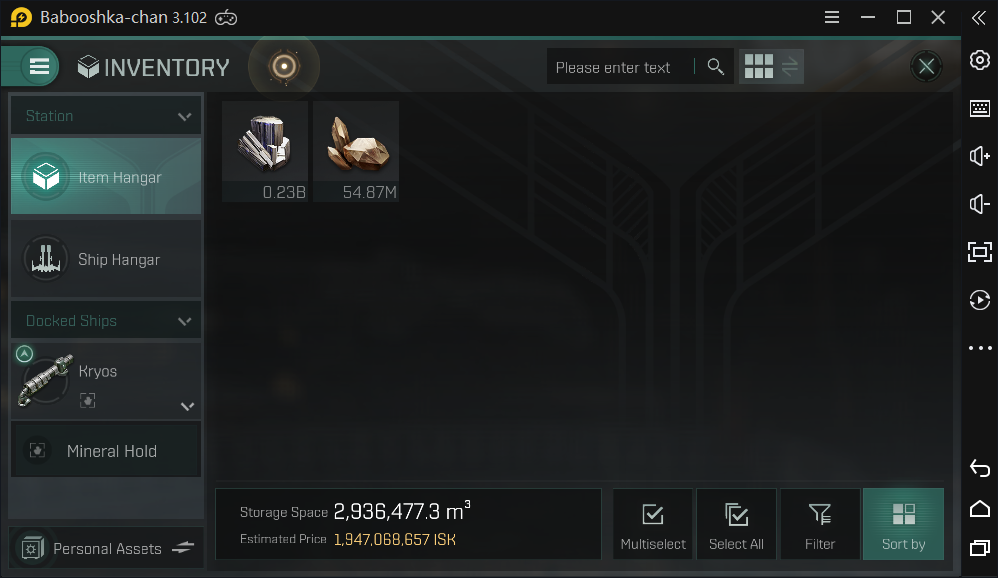 Babooshka-chan 3.102
INVENTORY
Please enter text
Station
Item Hangar
Ship Hangar
Docked Ships
Kryos
Mineral Hold
Personal Assets
0.23B
54.87M
Storage Space 2,936,477.3 m³
Estimated Price 1,947,068,657 ISK
Multiselect
Select All
Filter
Sort by